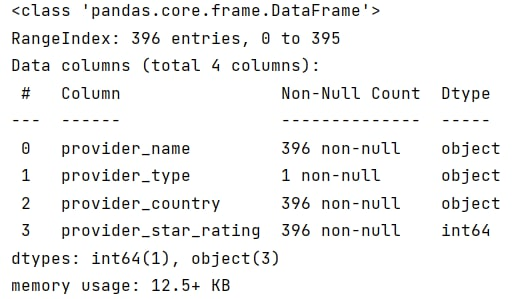 <class 'pandas.core.frame.DataFrame'>
RangeIndex: 396 entries, 0 to 395
Data columns (total 4 columns):
 #   Column                Non-Null Count  Dtype
---  ------                --------------  -----
 0   provider_name         396 non-null    object
 1   provider_type         1 non-null      object
 2   provider_country      396 non-null    object
 3   provider_star_rating  396 non-null    int64
dtypes: int64(1), object(3)
memory usage: 12.5+ KB